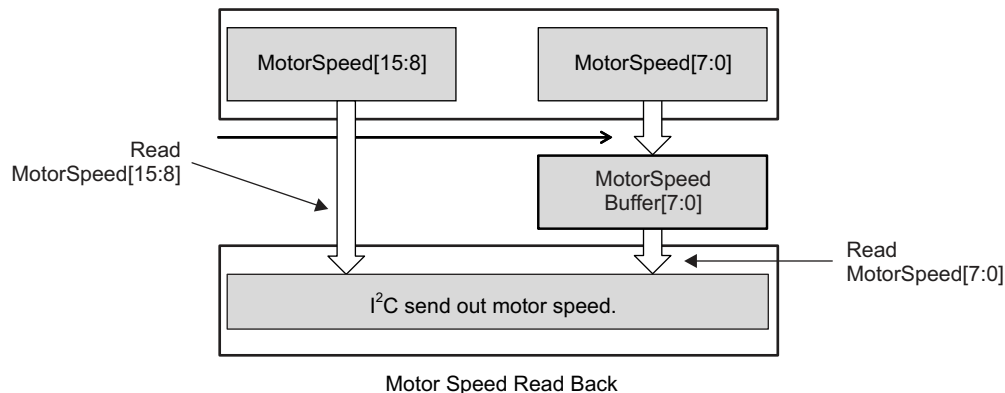 MotorSpeed[15:8]
MotorSpeed[7:0]
Read
MotorSpeed[15:8]
MotorSpeed
Buffer[7:0]
Read
MotorSpeed[7:0]
I²C send out motor speed.
Motor Speed Read Back